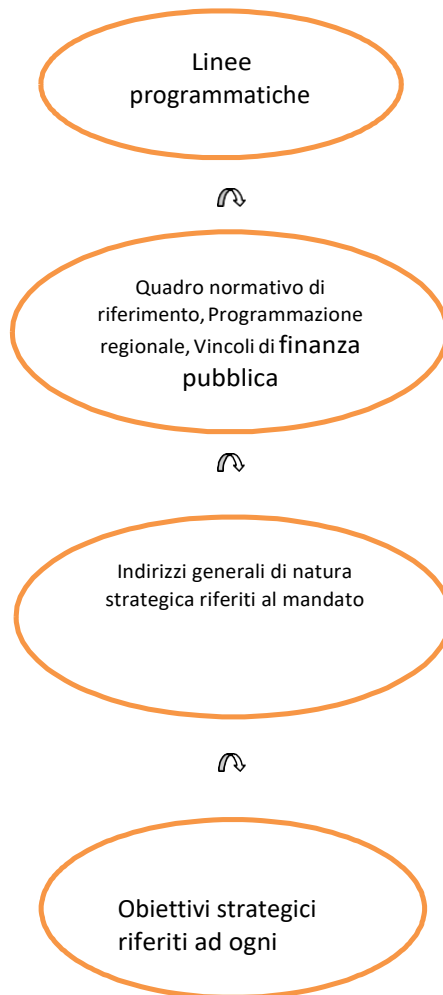 Linee
programmatiche
Quadro normativo di
riferimento, Programmazione
regionale, Vincoli di finanza
pubblica
Indirizzi generali di natura
strategica riferiti al mandato
Obiettivi strategici
riferiti ad ogni